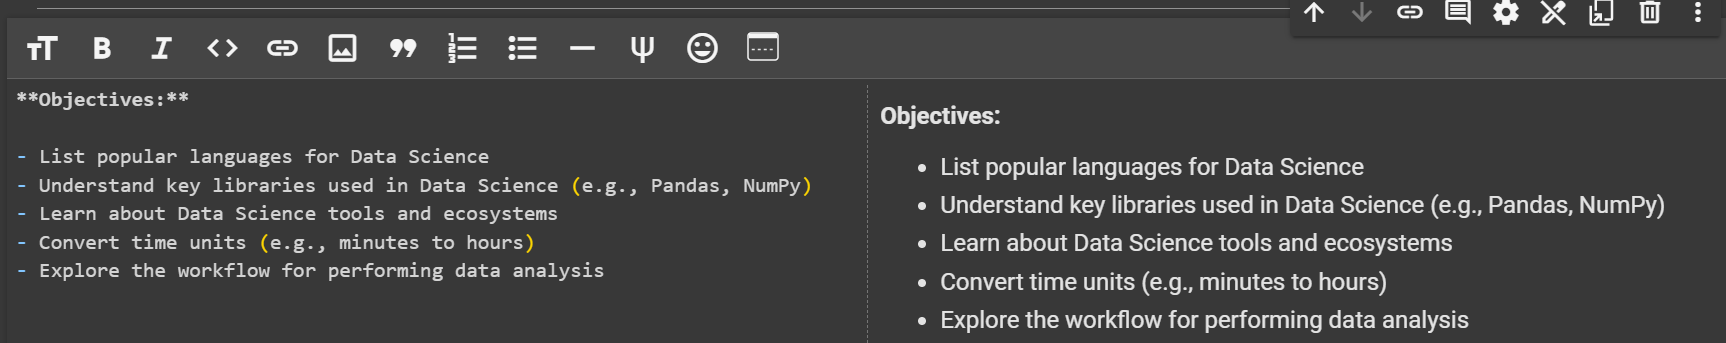 **Objectives:**
- List popular languages for Data Science
- Understand key libraries used in Data Science (e.g., Pandas, NumPy)
- Learn about Data Science tools and ecosystems
- Convert time units (e.g., minutes to hours)
- Explore the workflow for performing data analysis
Objectives:
• List popular languages for Data Science
• Understand key libraries used in Data Science (e.g., Pandas, NumPy)
• Learn about Data Science tools and ecosystems
• Convert time units (e.g., minutes to hours)
• Explore the workflow for performing data analysis